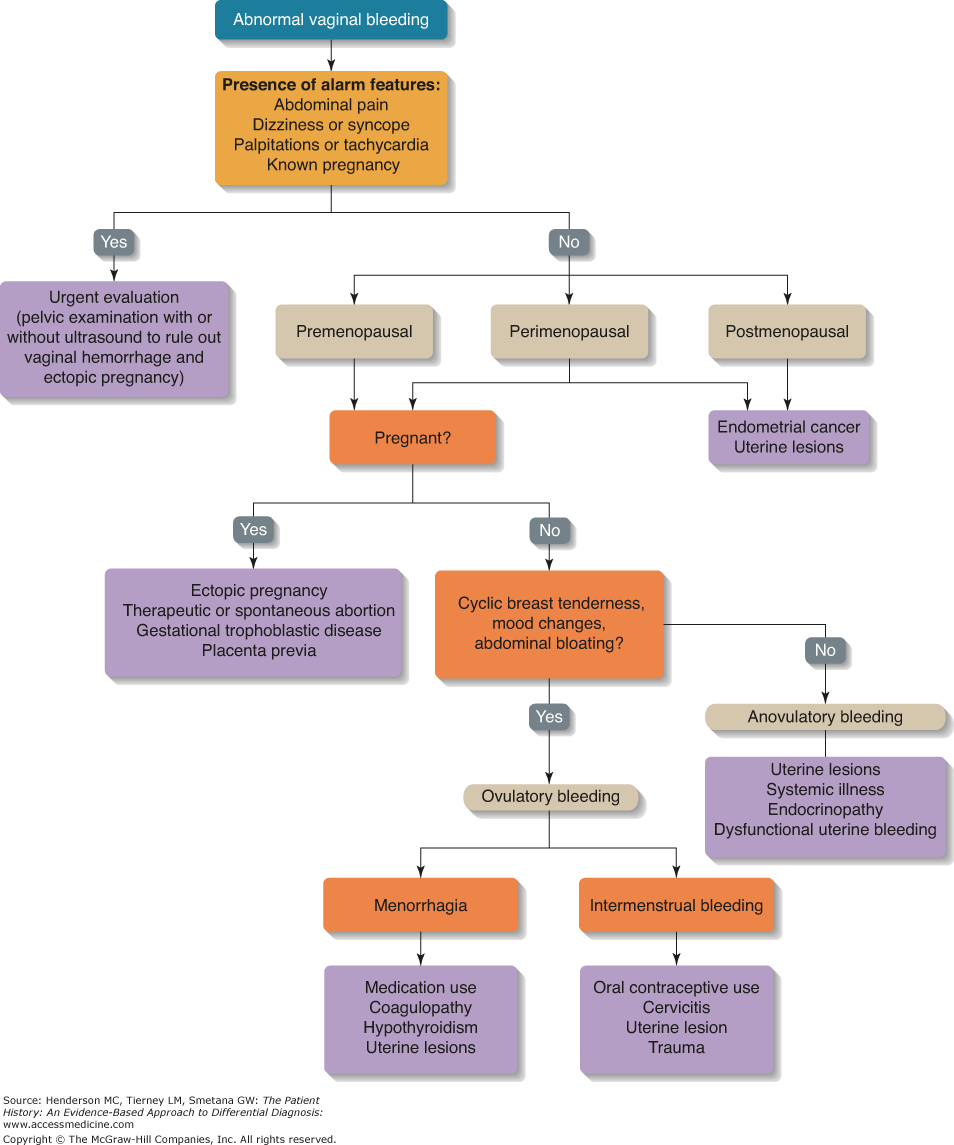 Abnormal vaginal bleeding
Presence of alarm features:
Abdominal pain
Dizziness or syncope
Palpitations or tachycardia
Known pregnancy
Yes
No
Urgent evaluation
(pelvic examination with or
without ultrasound to rule out
vaginal hemorrhage and
ectopic pregnancy)
Premenopausal
Perimenopausal
Postmenopausal
Pregnant?
Endometrial cancer
Uterine lesions
Yes
No
Ectopic pregnancy
Therapeutic or spontaneous abortion
Gestational trophoblastic disease
Placenta previa
Cyclic breast tenderness,
mood changes,
abdominal bloating?
No
Yes
Anovulatory bleeding
Uterine lesions
Systemic illness
Endocrinopathy
Dysfunctional uterine bleeding
Ovulatory bleeding
Menorrhagia
Intermenstrual bleeding
Medication use
Coagulopathy
Hypothyroidism
Uterine lesions
Oral contraceptive use
Cervicitis
Uterine lesion
Trauma
Source: Henderson MC, Tierney LM, Smetana GW: The Patient
History: An Evidence-Based Approach to Differential Diagnosis:
www.accessmedicine.com
Copyright © The McGraw-Hill Companies, Inc. All rights reserved.